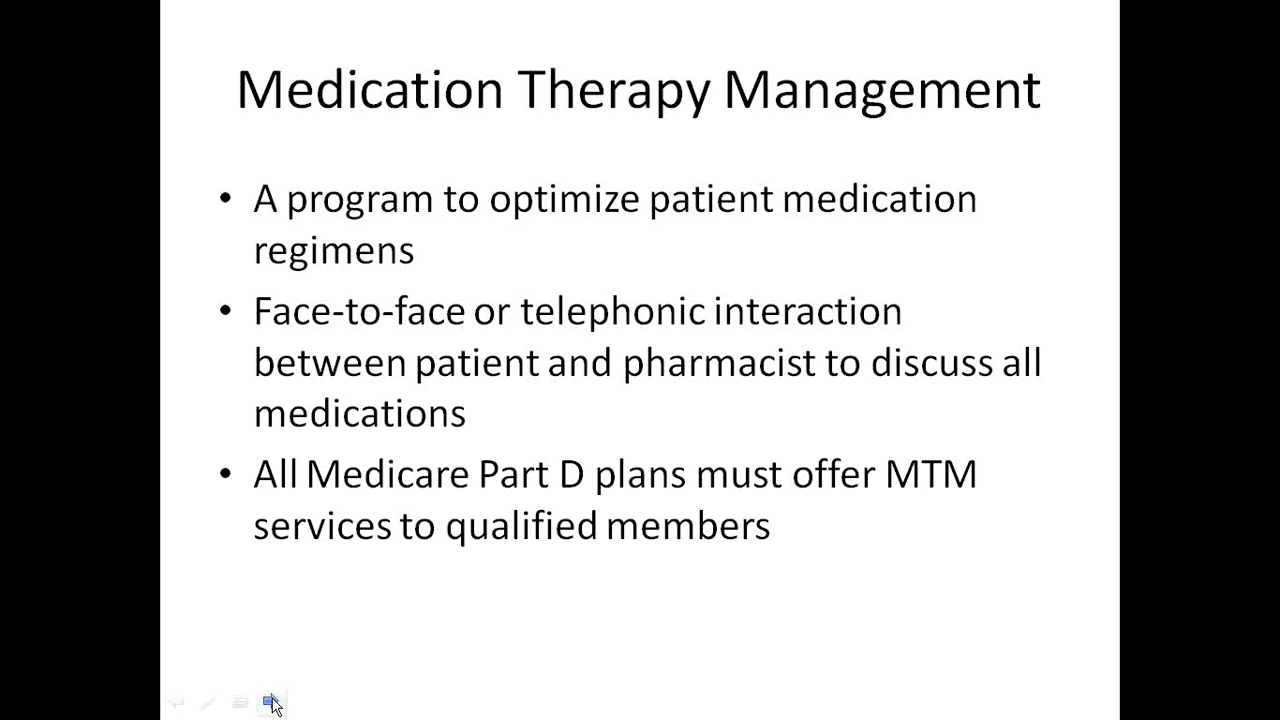 Medication Therapy Management
• A program to optimize patient medication
regimens
• Face-to-face or telephonic interaction
between patient and pharmacist to discuss all
medications
• All Medicare Part D plans must offer MTM
services to qualified members